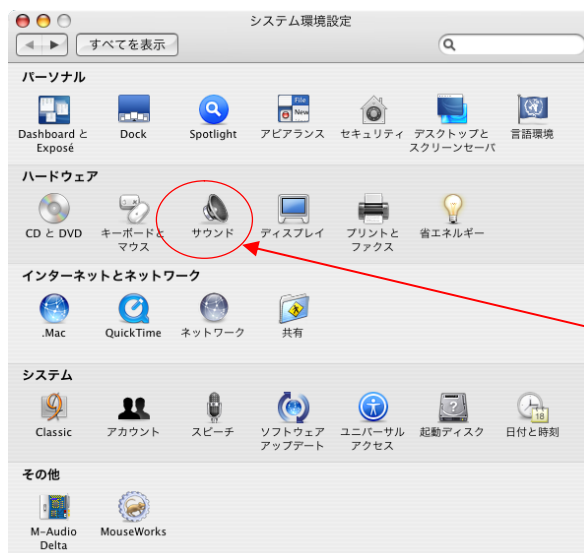 システム環境設定
すべてを表示
パーソナル
Dashboard と Exposé
Dock
Spotlight
File
New
アピアランス
セキュリティ
デスクトップと スクリーンセーバ
言語環境
ハードウェア
CD と DVD
キーボードと マウス
サウンド
ディスプレイ
プリントと ファクス
省エネルギー
インターネットとネットワーク
.Mac
QuickTime
ネットワーク
共有
システム
Classic
アカウント
スピーチ
ソフトウェア アップデート
ユニバーサル アクセス
起動ディスク
18
日付と時刻
その他
M-Audio Delta
MouseWorks